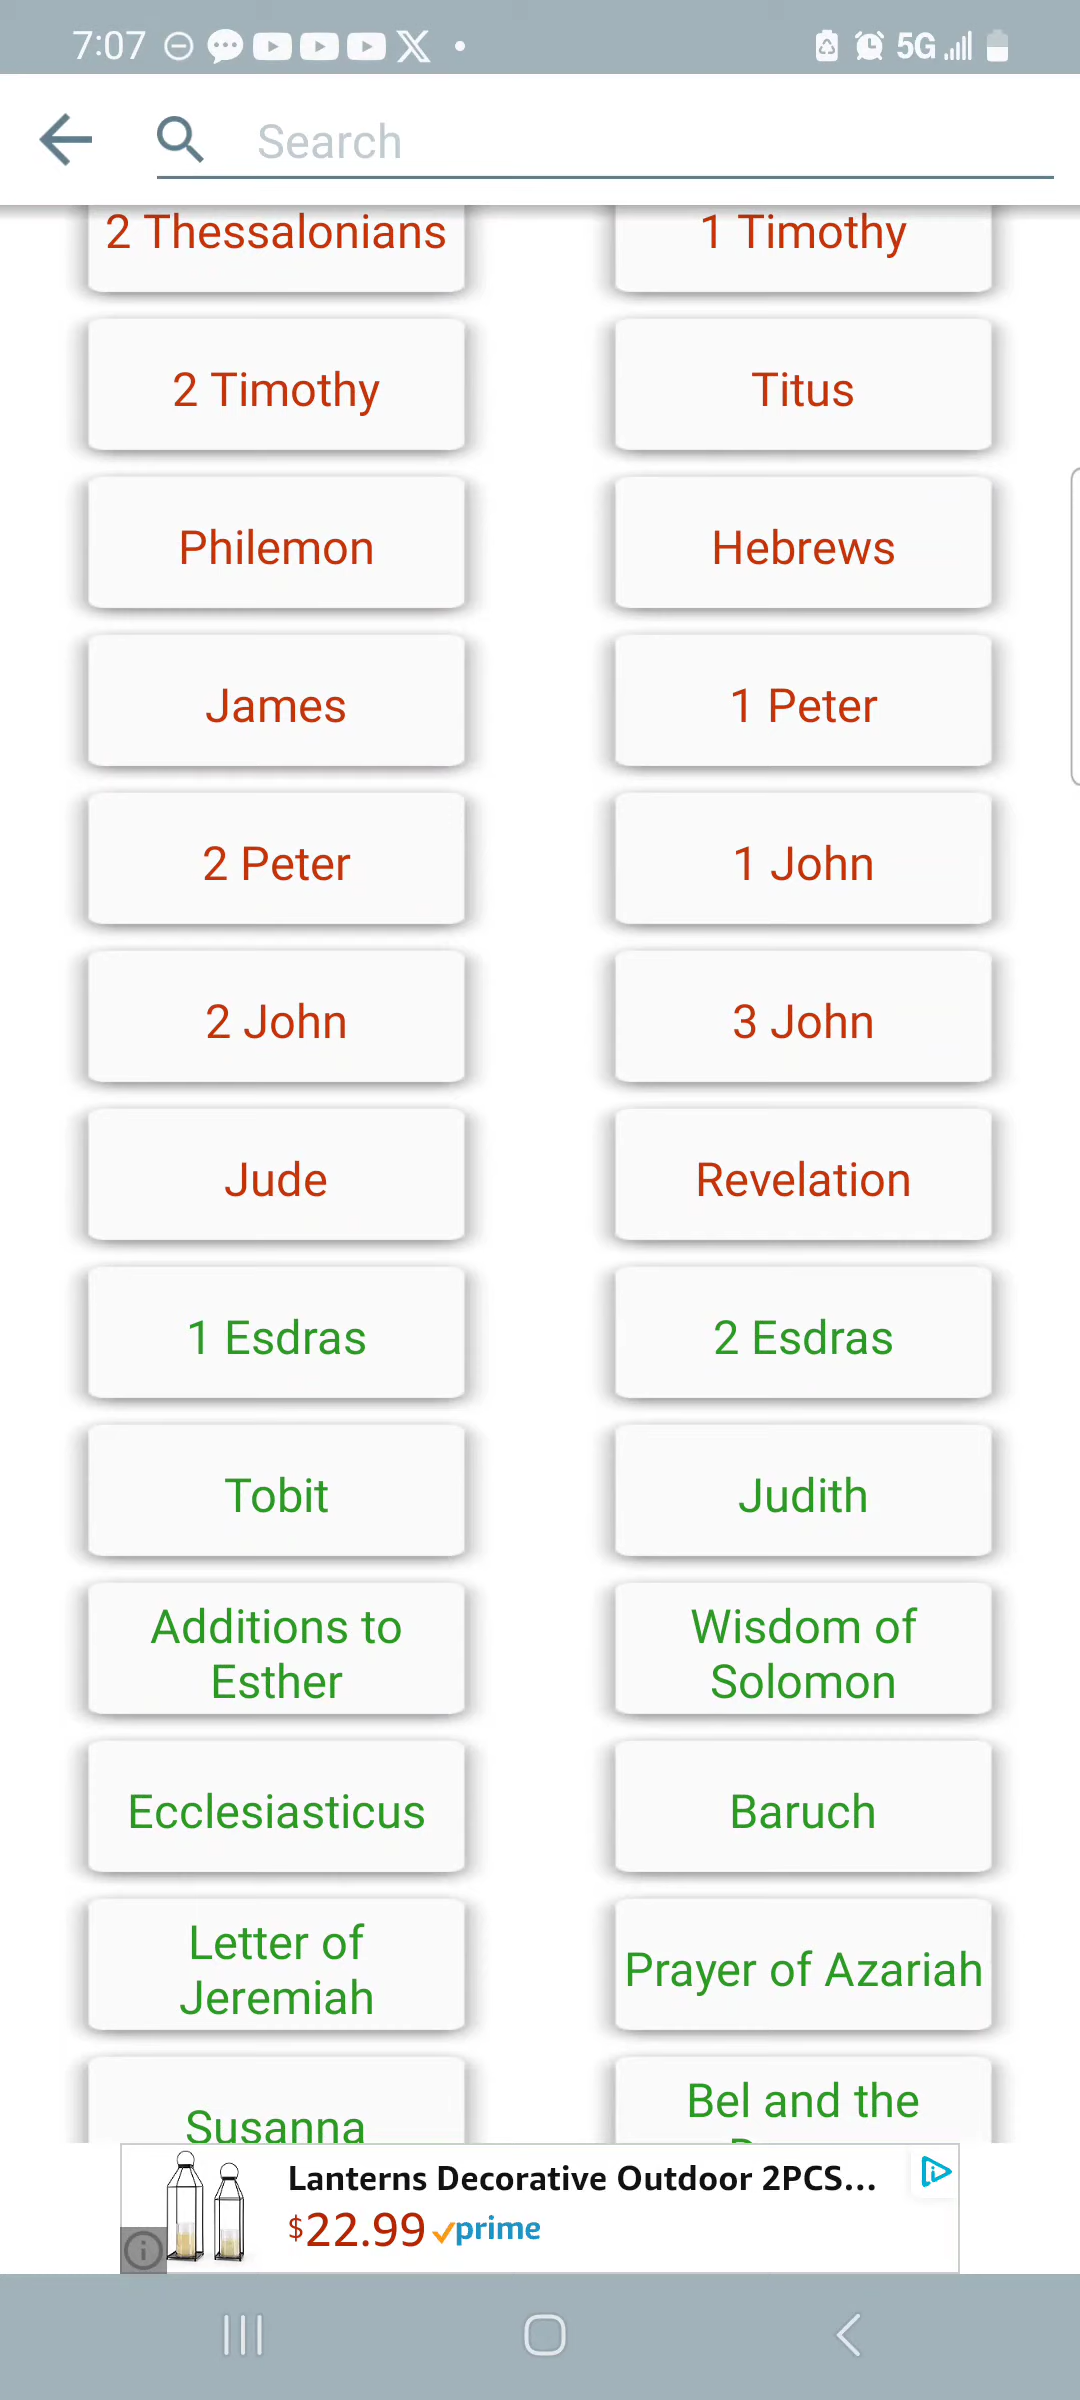 7:07
5G
Search
2 Thessalonians
1 Timothy
2 Timothy
Titus
Philemon
Hebrews
James
1 Peter
2 Peter
1 John
2 John
3 John
Jude
Revelation
1 Esdras
2 Esdras
Tobit
Judith
Additions to
Esther
Wisdom of
Solomon
Ecclesiasticus
Baruch
Letter of
Jeremiah
Prayer of Azariah
Susanna
Bel and the
Lanterns Decorative Outdoor 2PCS...
$22.99 prime